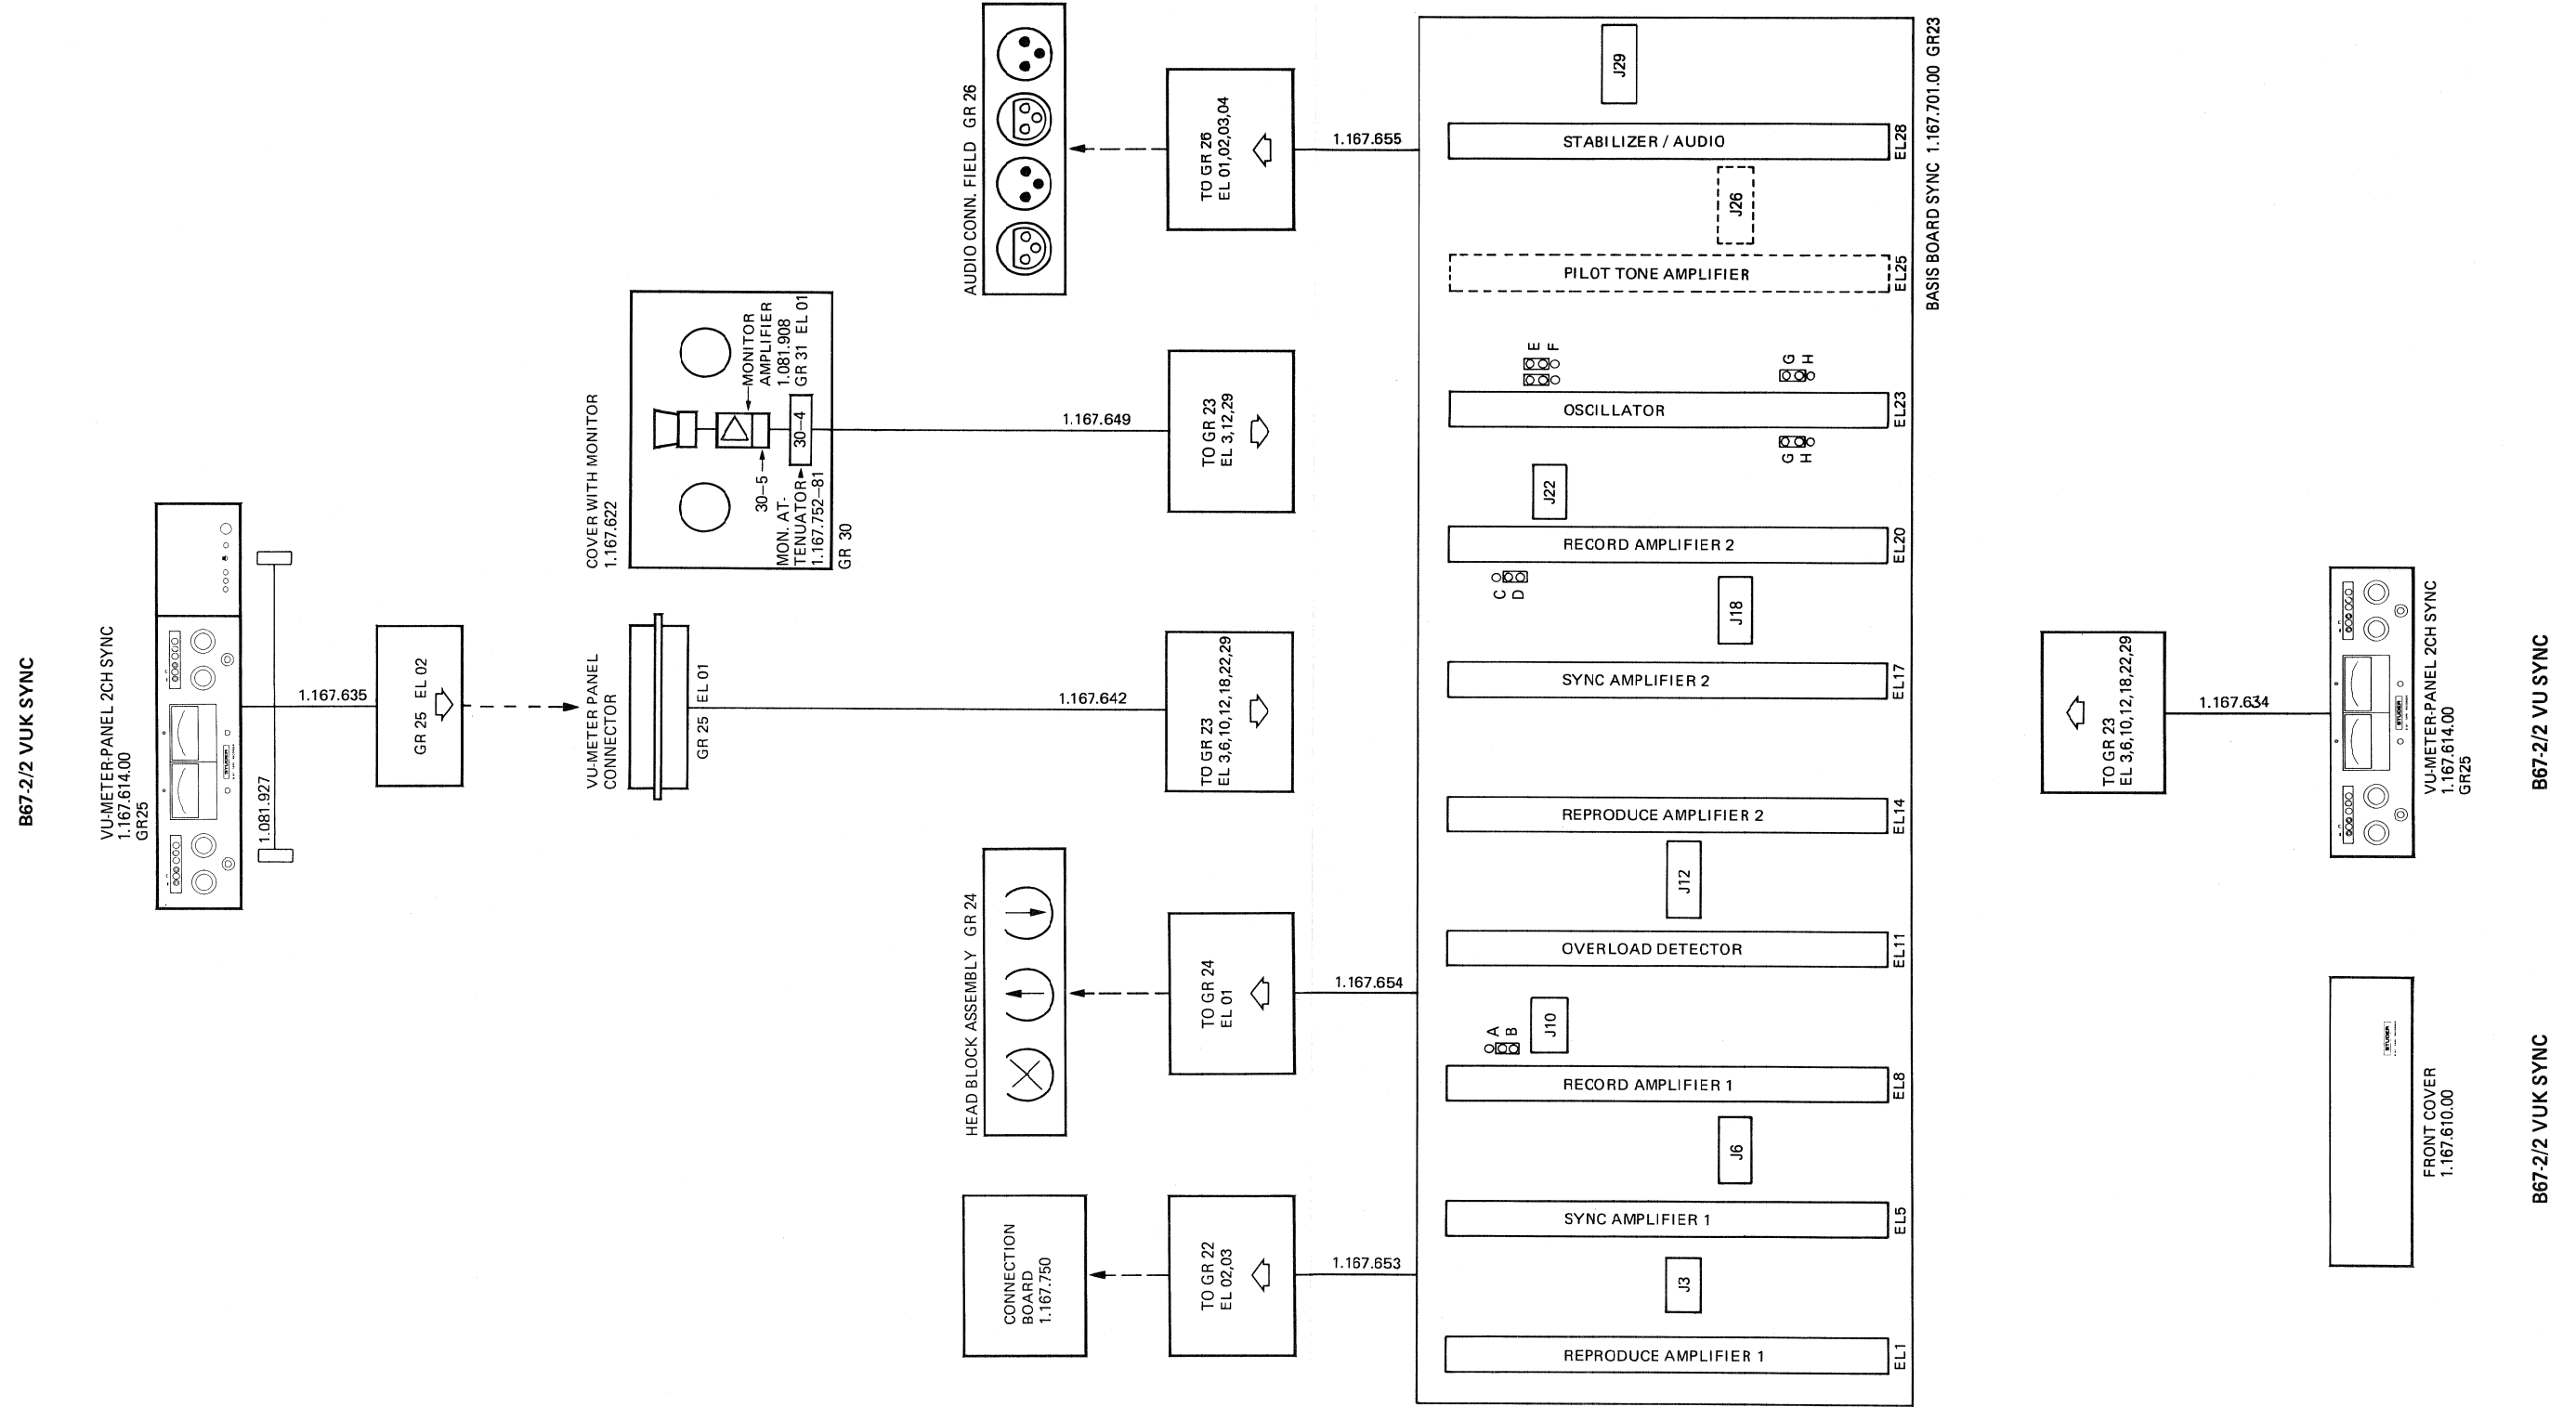 B67-2/2 VUK SYNC
VU-METER-PANEL 2CH SYNC
1.167.614.00
GR25
STUDER
1.081.927
1.167.635
GR 25 EL 02
VU-METER PANEL
CONNECTOR
GR 25 EL 01
1.167.642
TO GR 23
EL 3,6,10,12,18,22,29
COVER WITH MONITOR
1.167.622
MONITOR
AMPLIFIER
1.081.908
GR 31 EL 01
30–5
30–4
MON. AT-
TENUATOR
1.167.752–81
GR 30
1.167.649
TO GR 23
EL 3,12,29
CONNECTION
BOARD
1.167.750
TO GR 22
EL 02,03
1.167.653
HEAD BLOCK ASSEMBLY GR 24
TO GR 24
EL 01
1.167.654
AUDIO CONN. FIELD GR 26
TO GR 26
EL 01,02,03,04
1.167.655
REPRODUCE AMPLIFIER 1
EL1
J3
SYNC AMPLIFIER 1
EL5
J6
RECORD AMPLIFIER 1
EL8
A
B
J10
OVERLOAD DETECTOR
EL11
J12
REPRODUCE AMPLIFIER 2
EL14
SYNC AMPLIFIER 2
EL17
J18
C
D
RECORD AMPLIFIER 2
EL20
J22
G
H
OSCILLATOR
EL23
E
F
G
H
PILOT TONE AMPLIFIER
EL25
J26
STABILIZER / AUDIO
EL28
J29
BASIS BOARD SYNC 1.167.701.00 GR23
TO GR 23
EL 3,6,10,12,18,22,29
1.167.634
STUDER
VU-METER-PANEL 2CH SYNC
1.167.614.00
GR25
B67-2/2 VU SYNC
STUDER
FRONT COVER
1.167.610.00
B67-2/2 VUK SYNC